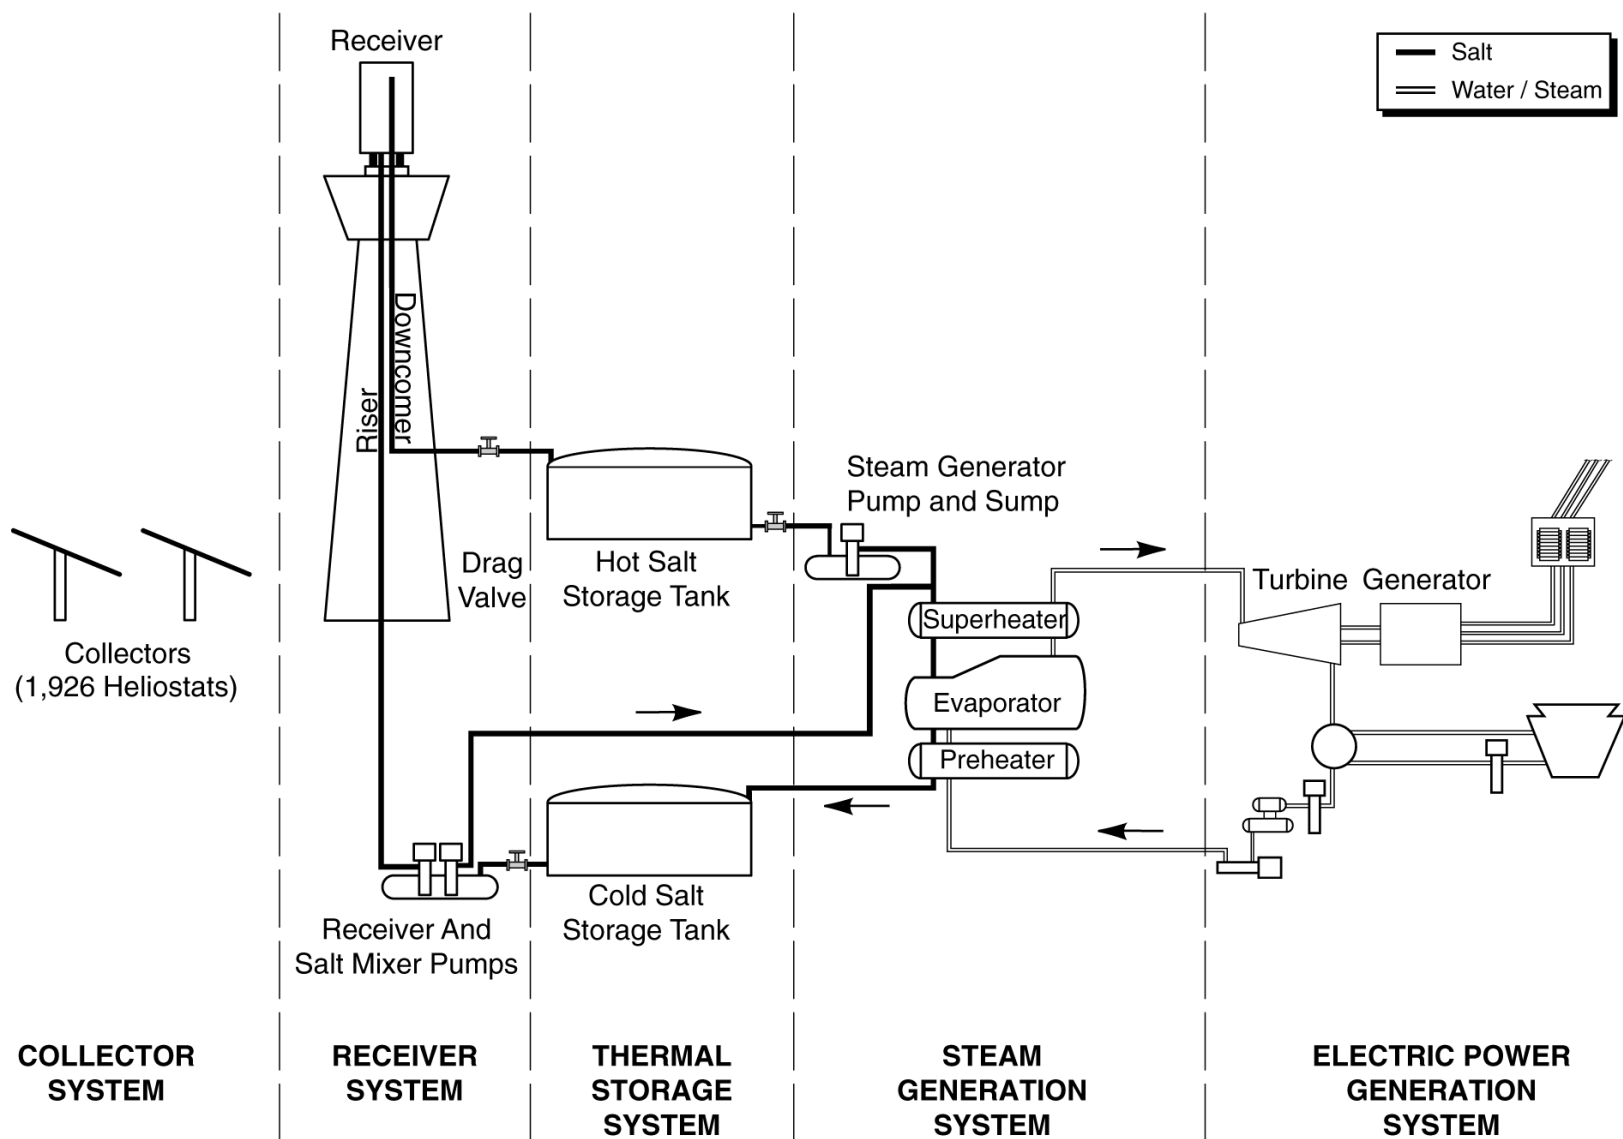 Receiver
Salt
Water / Steam
Downcomer
Riser
Drag
Valve
Hot Salt
Storage Tank
Steam Generator
Pump and Sump
Turbine Generator
Superheater
Evaporator
Preheater
Collectors
(1,926 Heliostats)
Cold Salt
Storage Tank
Receiver And
Salt Mixer Pumps
COLLECTOR
SYSTEM
RECEIVER
SYSTEM
THERMAL
STORAGE
SYSTEM
STEAM
GENERATION
SYSTEM
ELECTRIC POWER
GENERATION
SYSTEM